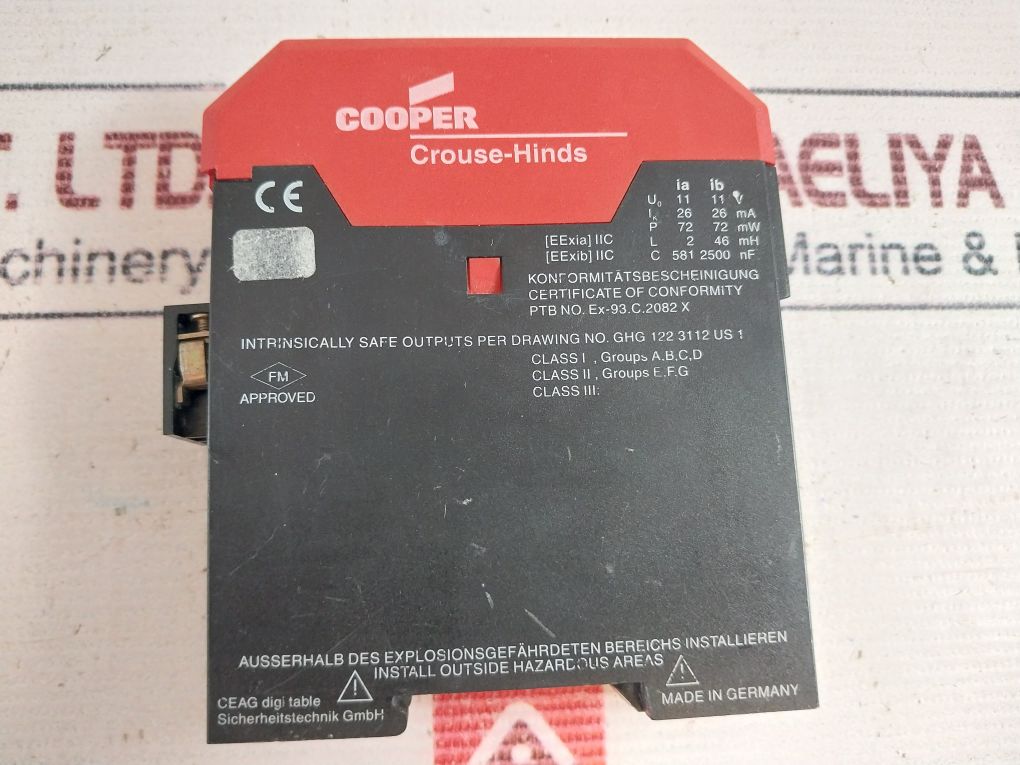 COOPER
Crouse-Hinds
T. LTD
AELIYA
chinery
Marine &
CE
ia ib
U₀ 11 11 V
Iₖ 26 26 mA
P 72 72 mW
[EExia] IIC L 2 46 mH
[EExib] IIC C 581 2500 nF
KONFORMITÄTSBESCHEINIGUNG
CERTIFICATE OF CONFORMITY
PTB NO. Ex-93.C.2082 X
INTRINSICALLY SAFE OUTPUTS PER DRAWING NO. GHG 122 3112 US 1
CLASS I , Groups A,B,C,D
CLASS II , Groups E,F,G
CLASS III.
FM
APPROVED
AUSSERHALB DES EXPLOSIONSGEFÄHRDETEN BEREICHS INSTALLIEREN
INSTALL OUTSIDE HAZARDOUS AREAS
CEAG digi table
Sicherheitstechnik GmbH
MADE IN GERMANY